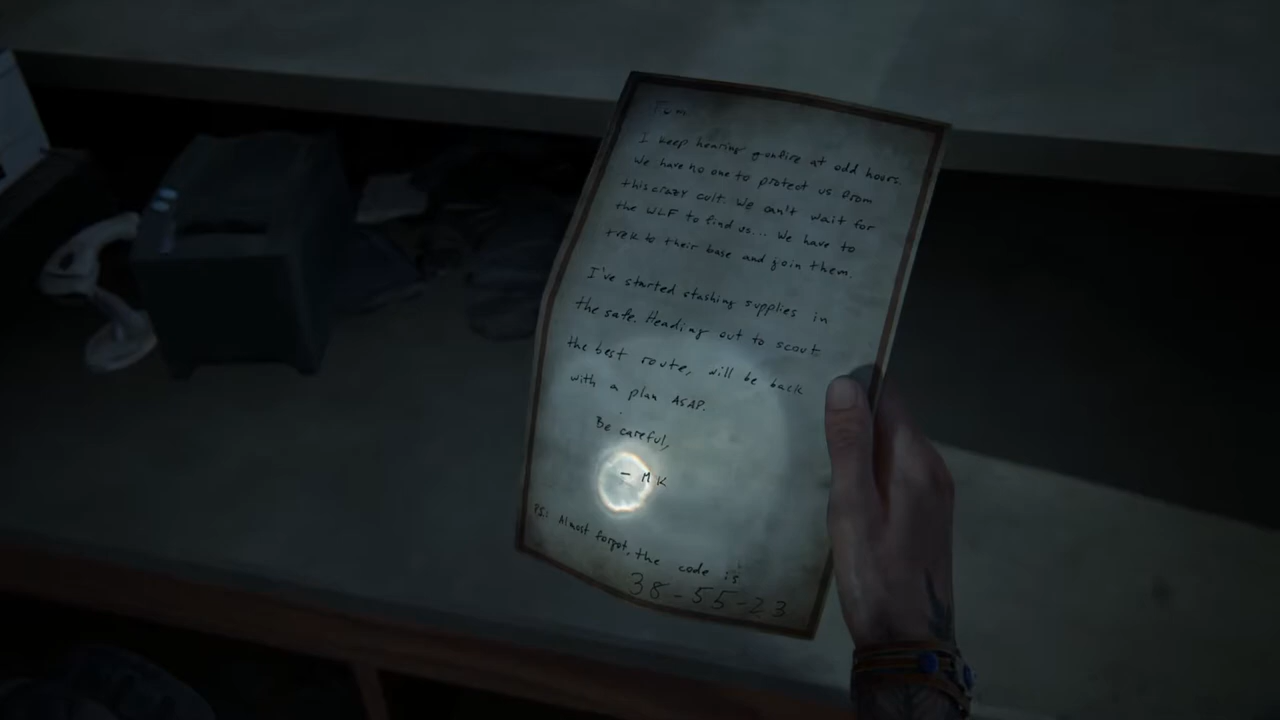 Tom
I keep hearing gunfire at odd hours.
We have no one to protect us from
this crazy cult. We can't wait for
the WLF to find us... We have to
trek to their base and join them.
I've started stashing supplies in
the safe. Heading out to scout
the best route, will be back
with a plan ASAP.
Be careful,
- MK
PS: Almost forgot, the code is
38-55-23